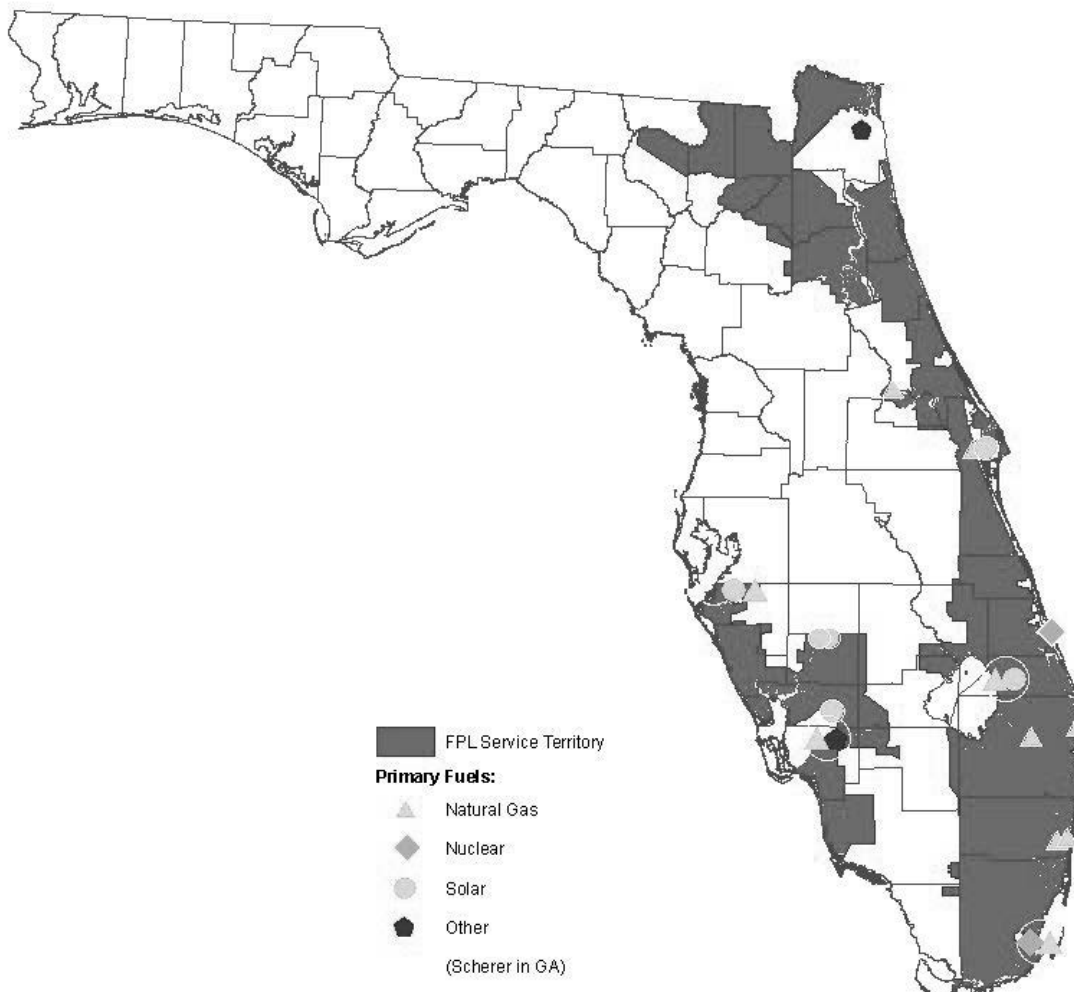 FPL Service Territory
Primary Fuels:
Natural Gas
Nuclear
Solar
Other
(Scherer in GA)